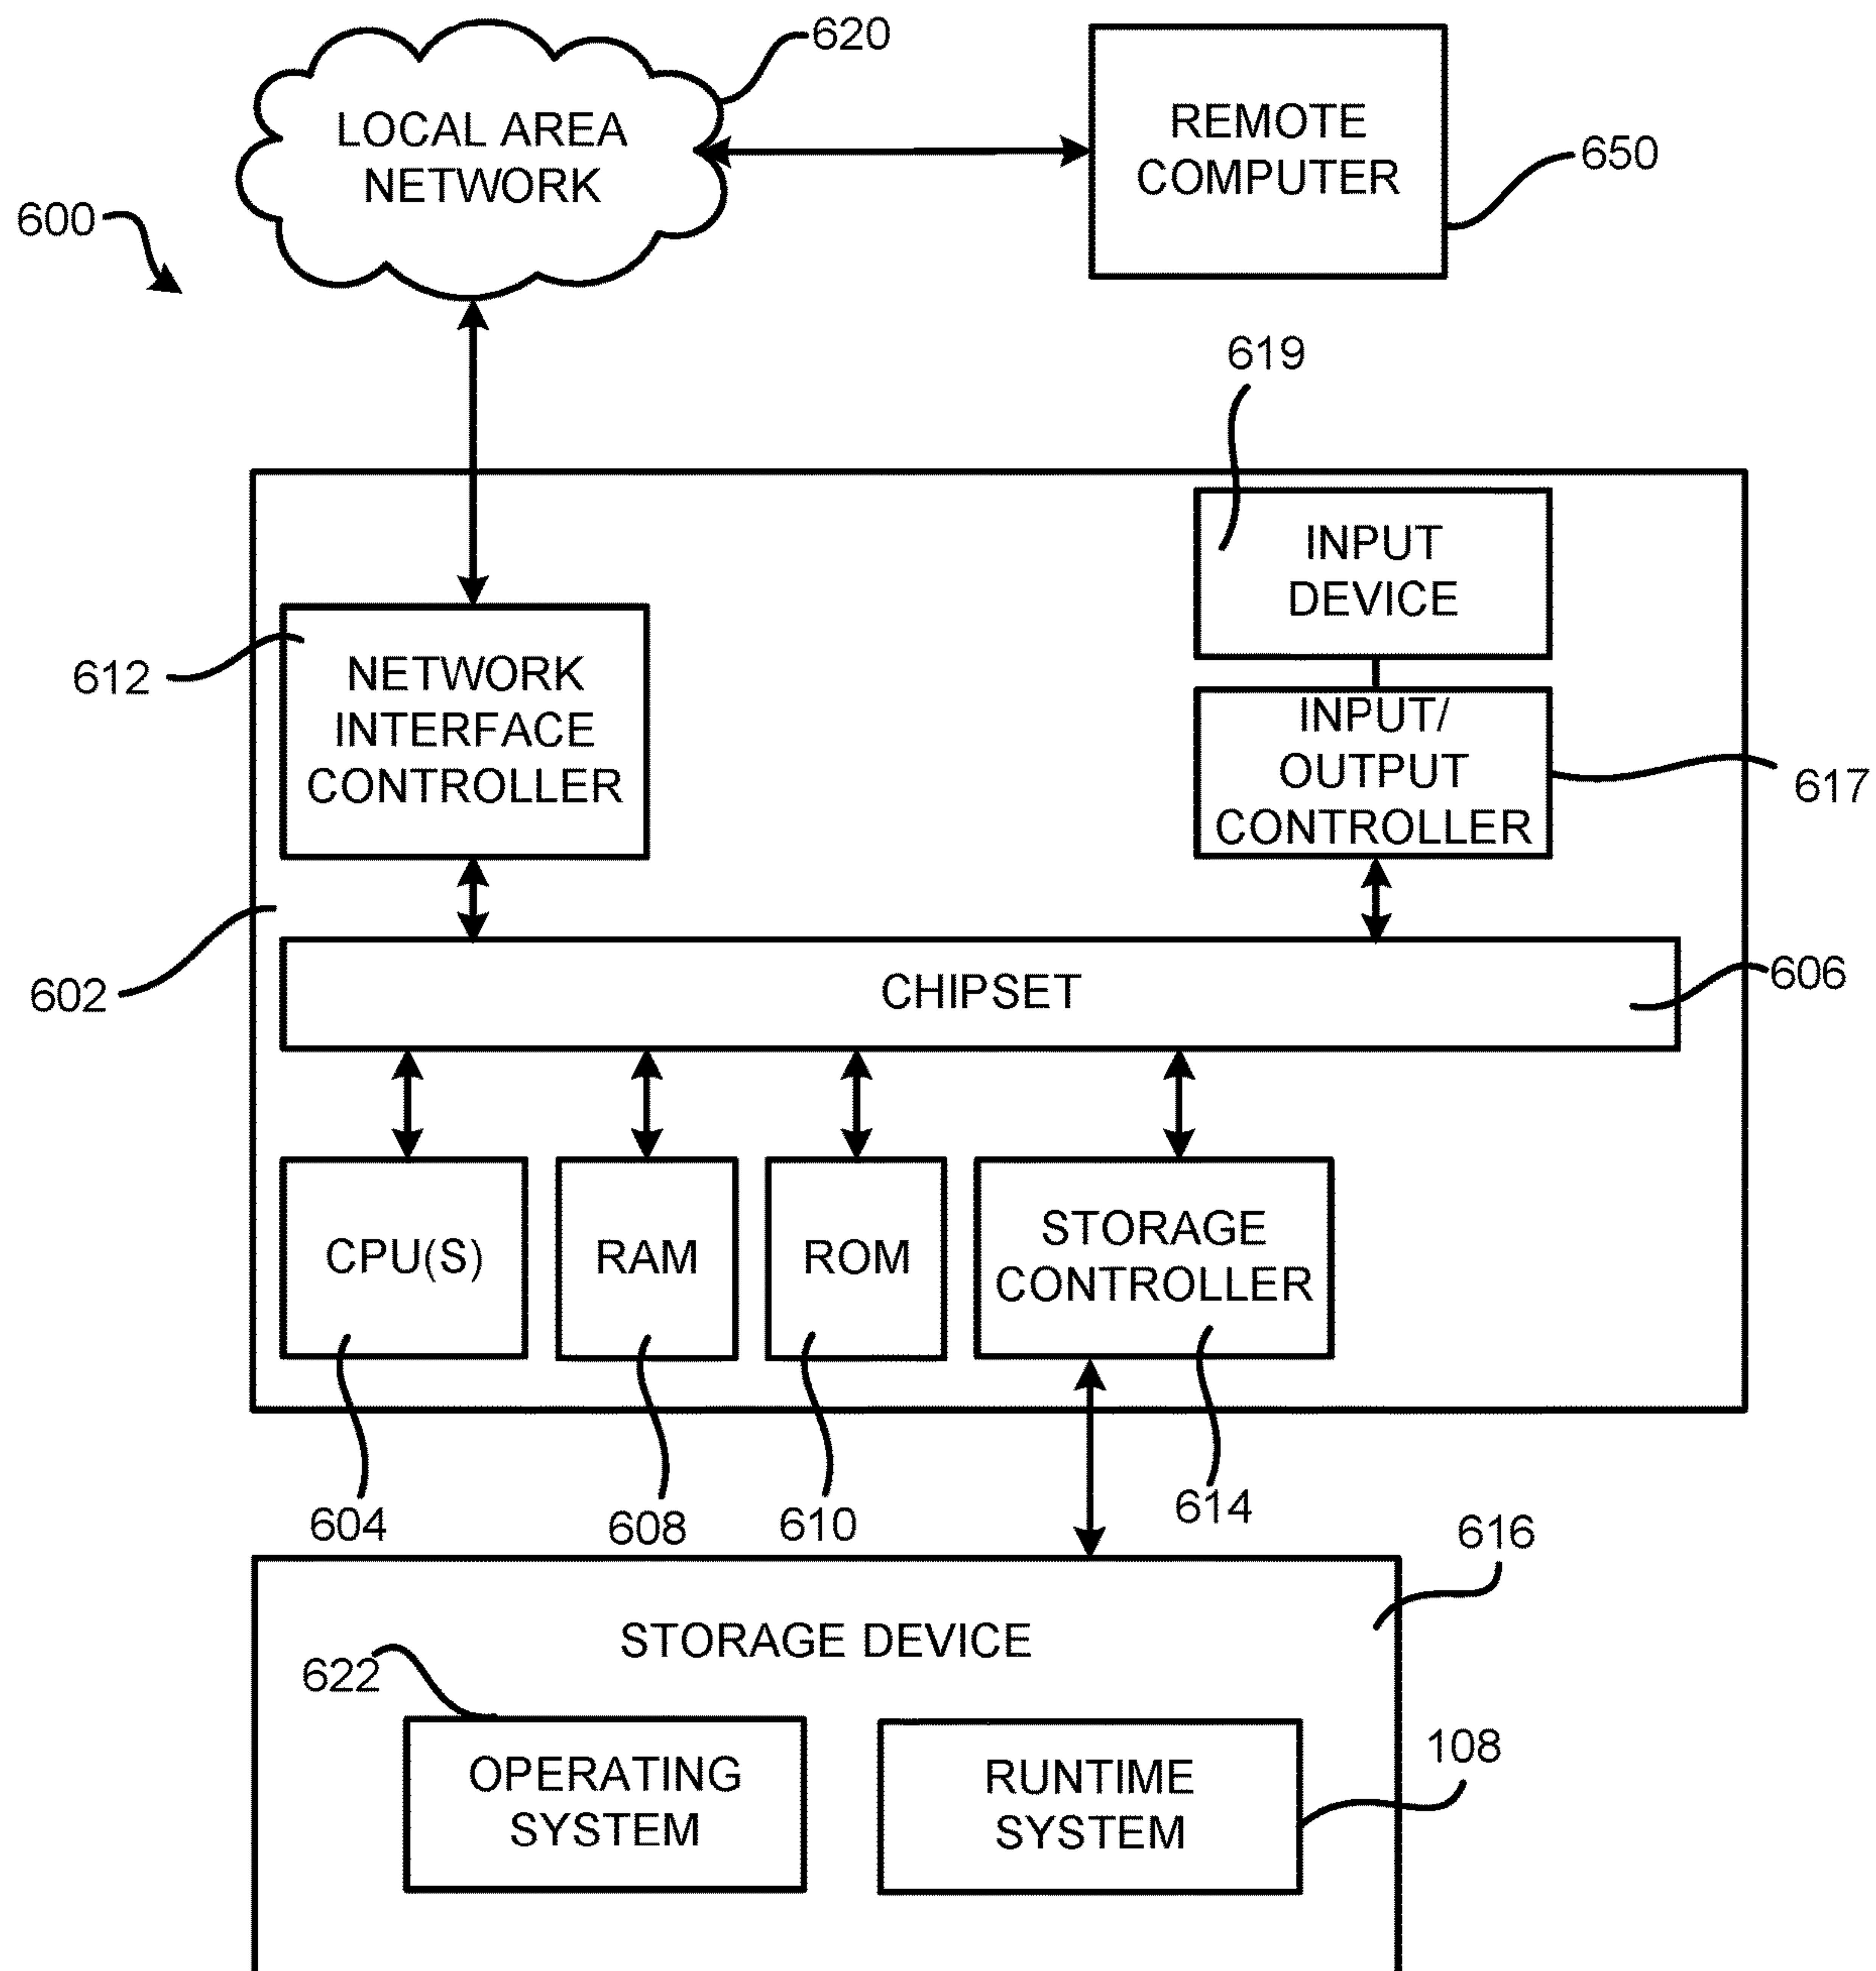 620
LOCAL AREA
NETWORK
REMOTE
COMPUTER
650
600
619
INPUT
DEVICE
612
NETWORK
INTERFACE
CONTROLLER
INPUT/
OUTPUT
CONTROLLER
617
602
CHIPSET
606
CPU(S)
RAM
ROM
STORAGE
CONTROLLER
604
608
610
614
616
STORAGE DEVICE
622
OPERATING
SYSTEM
RUNTIME
SYSTEM
108